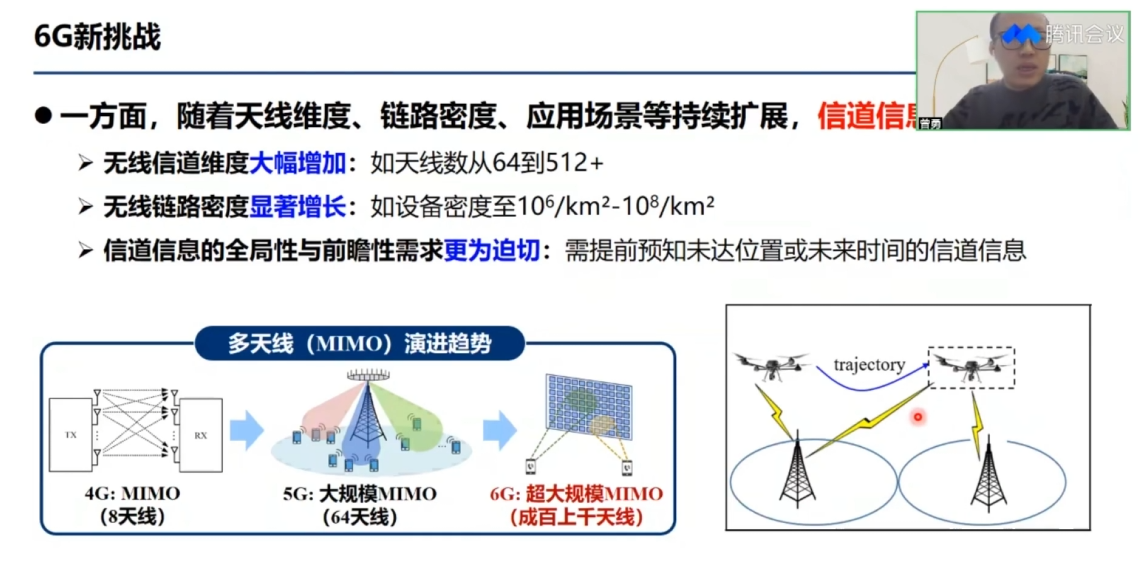 6G新挑战
腾讯会议
曾勇
● 一方面，随着天线维度、链路密度、应用场景等持续扩展，信道信息
➢ 无线信道维度大幅增加：如天线数从64到512+
➢ 无线链路密度显著增长：如设备密度至10⁶/km²-10⁸/km²
➢ 信道信息的全局性与前瞻性需求更为迫切：需提前预知未达位置或未来时间的信道信息
多天线（MIMO）演进趋势
TX
RX
4G: MIMO
(8天线)
5G: 大规模MIMO
(64天线)
6G: 超大规模MIMO
(成百上千天线)
trajectory